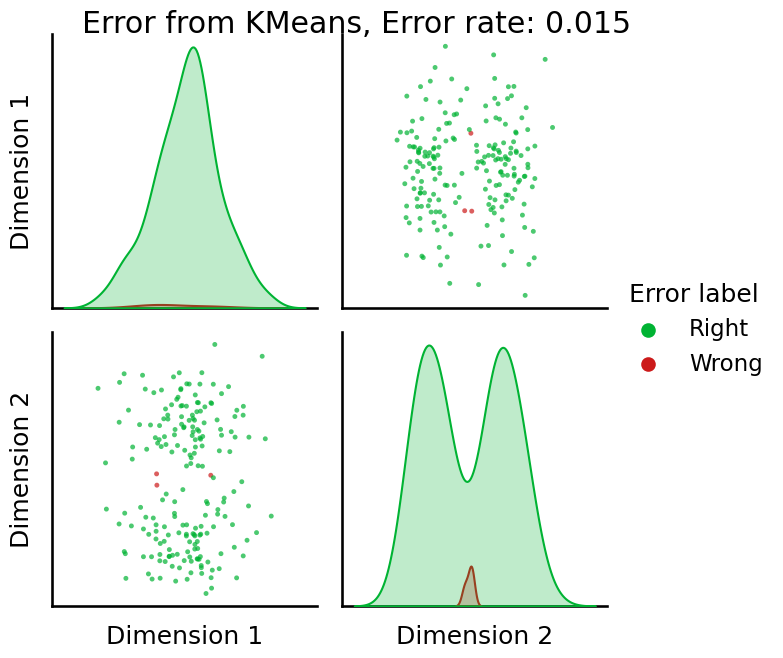 Error from KMeans, Error rate: 0.015
Dimension 1
Error label
Right
Wrong
Dimension 2
Dimension 1
Dimension 2